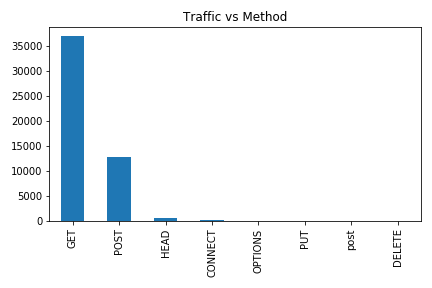 Traffic vs Method
35000
30000
25000
20000
15000
10000
5000
0
GET
POST
HEAD
CONNECT
OPTIONS
PUT
post
DELETE